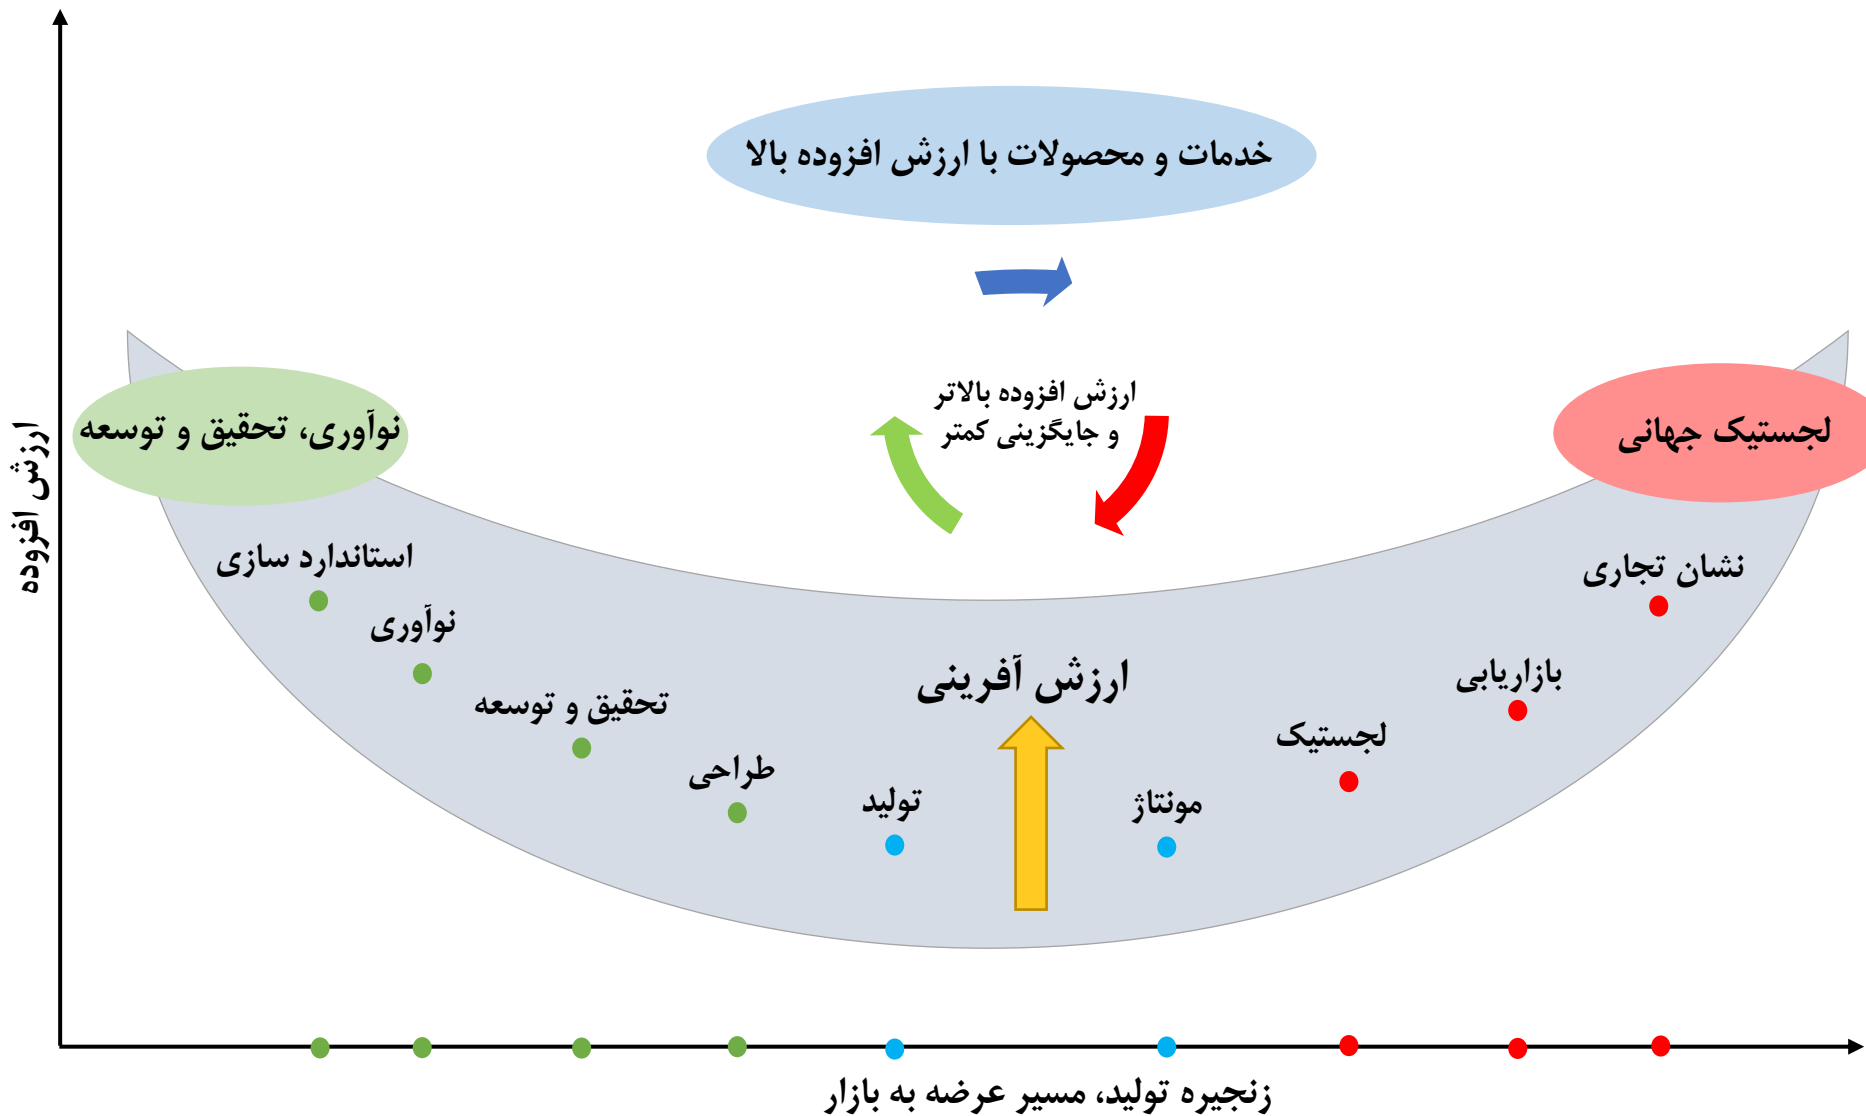 خدمات و محصولات با ارزش افزوده بالا
ارزش افزوده بالاتر
و جایگزینی کمتر
نوآوری، تحقیق و توسعه
لجستیک جهانی
ارزش افزوده
استاندارد سازی
نوآوری
تحقیق و توسعه
طراحی
تولید
ارزش آفرینی
مونتاژ
لجستیک
بازاریابی
نشان تجاری
زنجیره تولید، مسیر عرضه به بازار